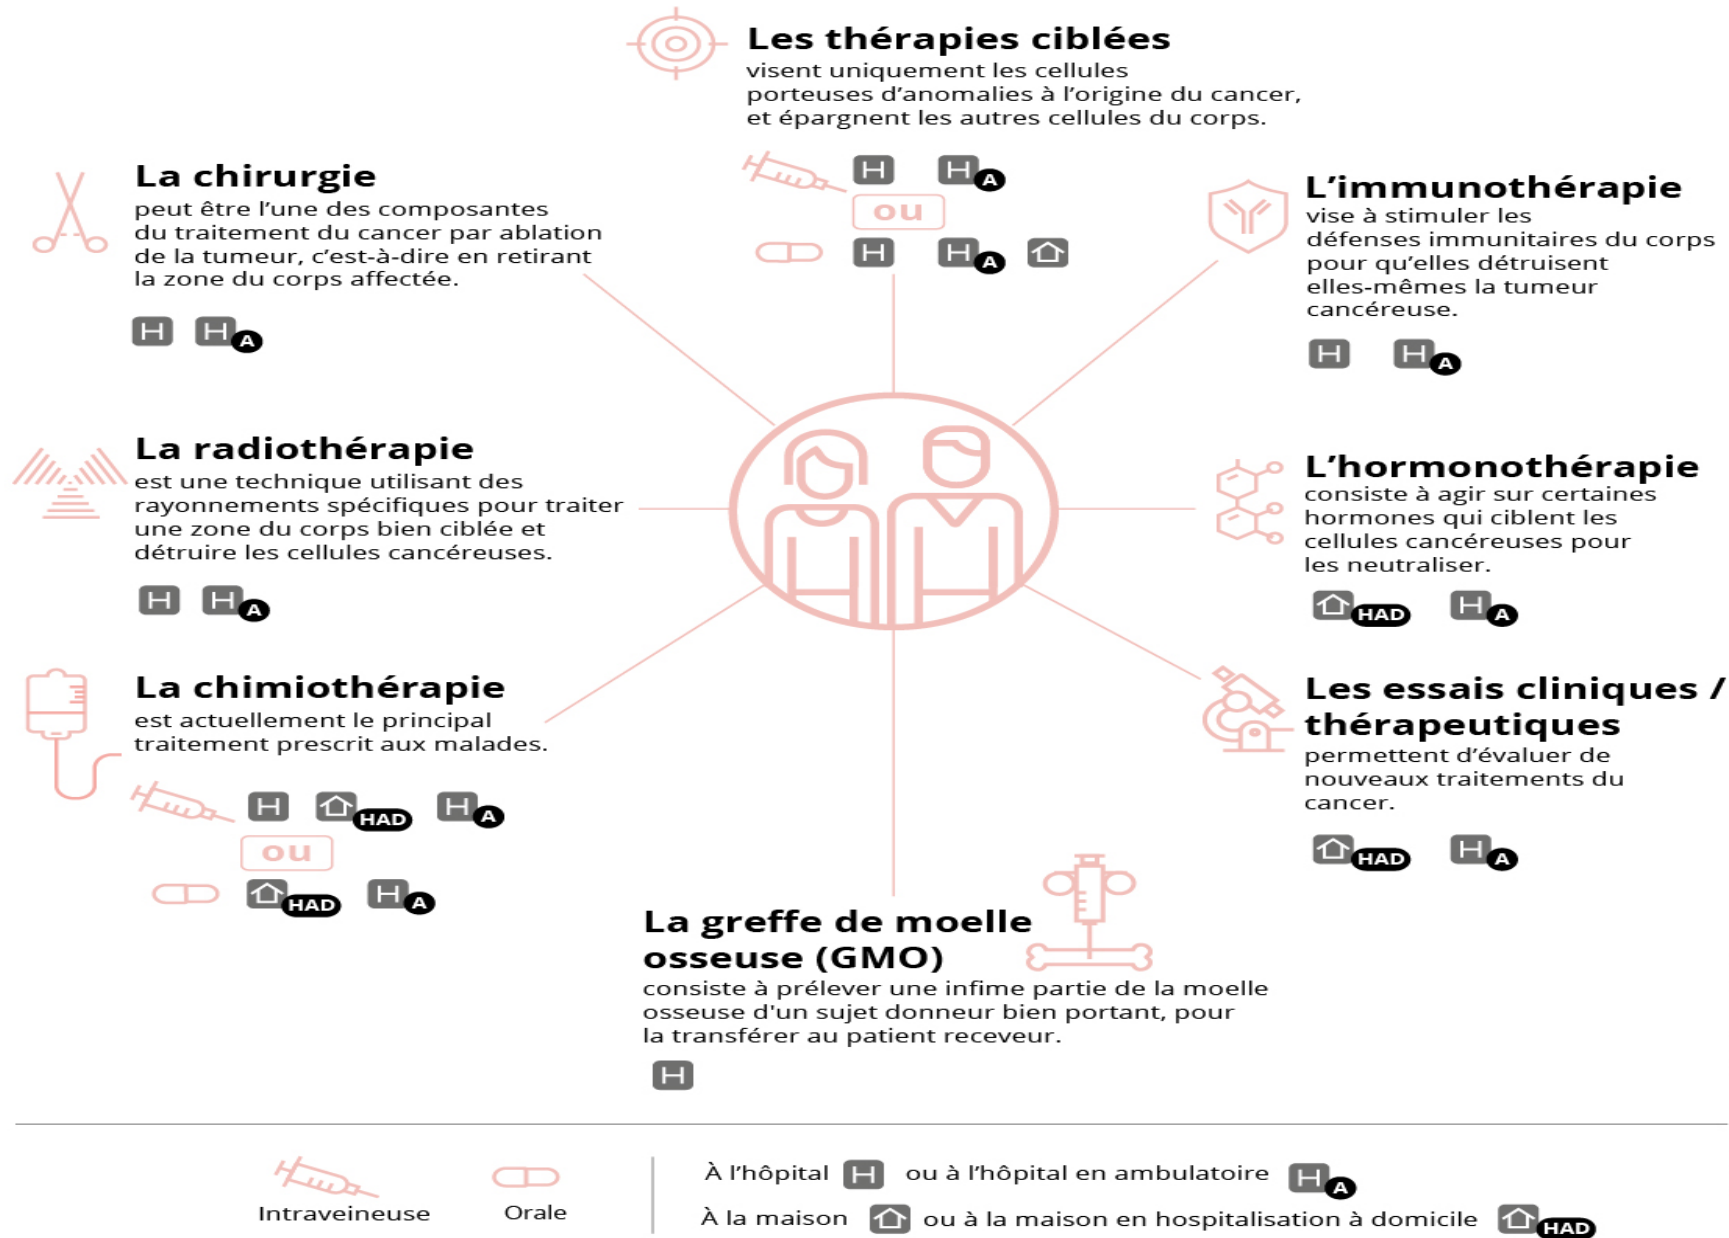 Les thérapies ciblées
visent uniquement les cellules
porteuses d’anomalies à l’origine du cancer,
et épargnent les autres cellules du corps.
H H A
ou
H H A
La chirurgie
peut être l’une des composantes
du traitement du cancer par ablation
de la tumeur, c’est-à-dire en retirant
la zone du corps affectée.
H H A
L’immunothérapie
vise à stimuler les
défenses immunitaires du corps
pour qu’elles détruisent
elles-mêmes la tumeur
cancéreuse.
H H A
La radiothérapie
est une technique utilisant des
rayonnements spécifiques pour traiter
une zone du corps bien ciblée et
détruire les cellules cancéreuses.
H H A
L’hormonothérapie
consiste à agir sur certaines
hormones qui ciblent les
cellules cancéreuses pour
les neutraliser.
HAD H A
La chimiothérapie
est actuellement le principal
traitement prescrit aux malades.
H HAD H A
ou
HAD H A
Les essais cliniques /
thérapeutiques
permettent d’évaluer de
nouveaux traitements du
cancer.
HAD H A
La greffe de moelle
osseuse (GMO)
consiste à prélever une infime partie de la moelle
osseuse d'un sujet donneur bien portant, pour
la transférer au patient receveur.
H
Intraveineuse
Orale
À l’hôpital H ou à l’hôpital en ambulatoire H A
À la maison ou à la maison en hospitalisation à domicile HAD